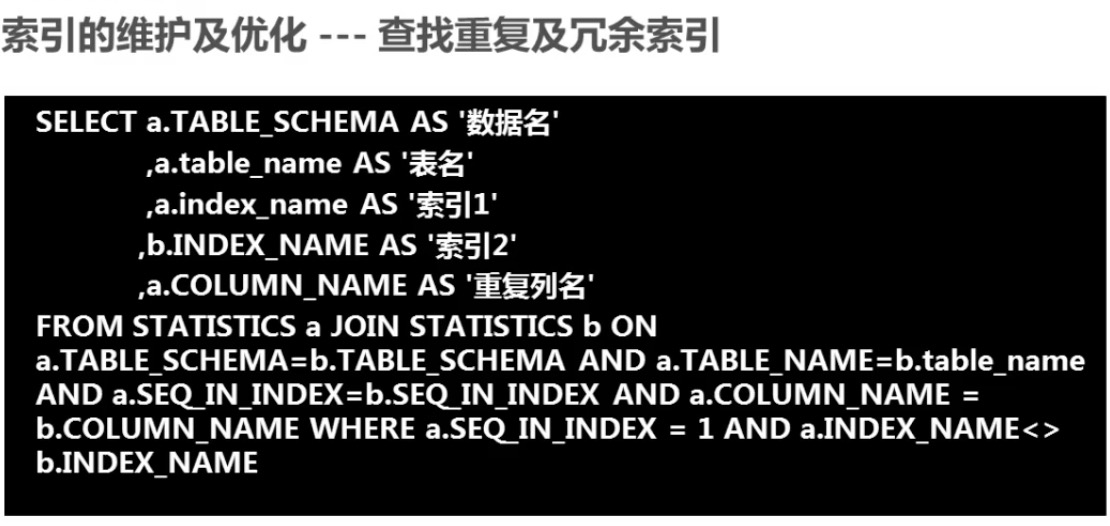 索引的维护及优化 --- 查找重复及冗余索引
SELECT a.TABLE_SCHEMA AS '数据名'
,a.table_name AS '表名'
,a.index_name AS '索引1'
,b.INDEX_NAME AS '索引2'
,a.COLUMN_NAME AS '重复列名'
FROM STATISTICS a JOIN STATISTICS b ON
a.TABLE_SCHEMA=b.TABLE_SCHEMA AND a.TABLE_NAME=b.table_name
AND a.SEQ_IN_INDEX=b.SEQ_IN_INDEX AND a.COLUMN_NAME =
b.COLUMN_NAME WHERE a.SEQ_IN_INDEX = 1 AND a.INDEX_NAME<>
b.INDEX_NAME